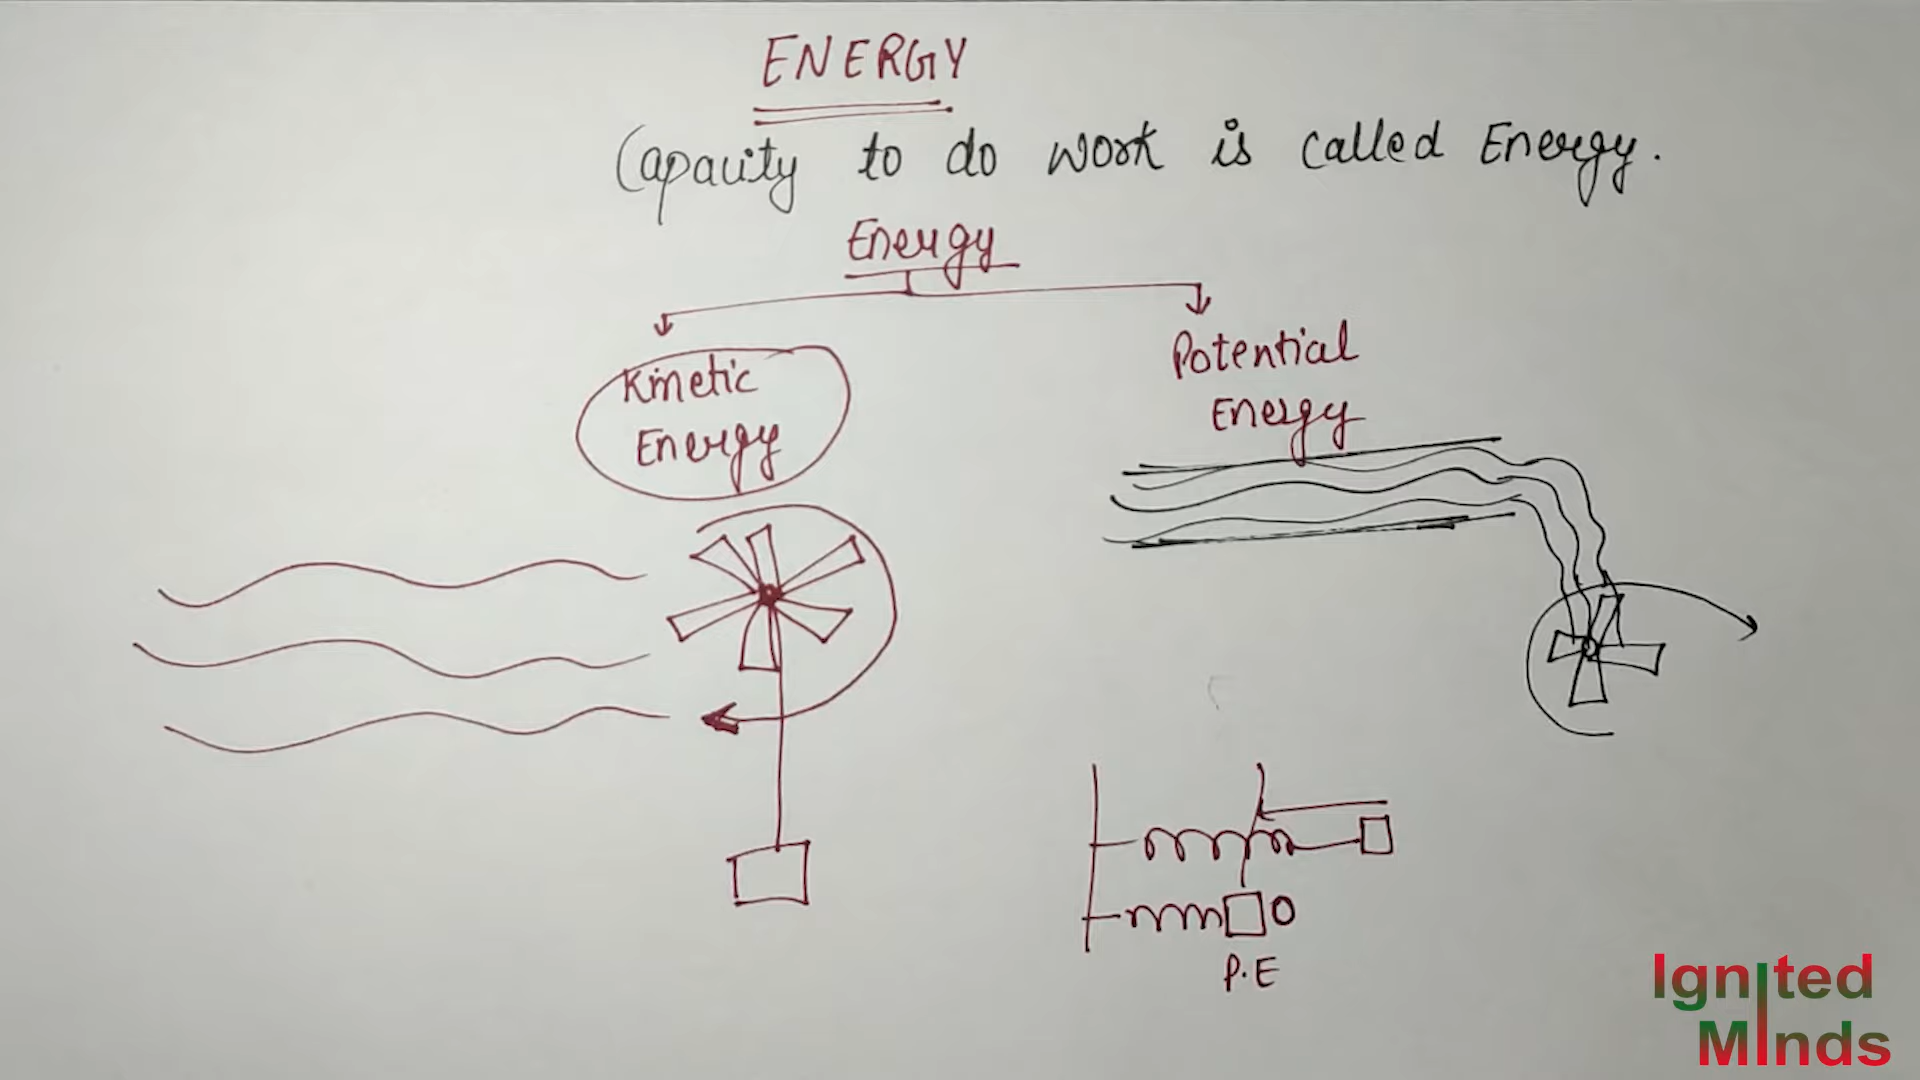 ENERGY
Capacity to do work is called Energy.
Energy
Kinetic
Energy
Potential
Energy
P.E
Ignited
Minds